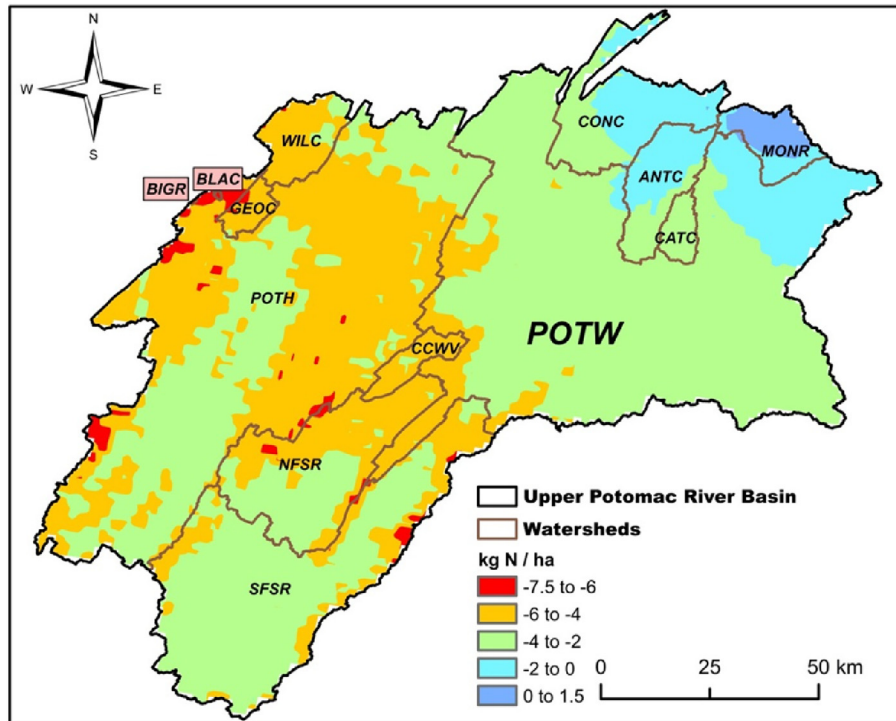 N
W
E
S
WILC
BLAC
BIGR
GEOC
POTH
CCWV
NFSR
SFSR
POTW
CONC
ANTC
CATC
MONR
Upper Potomac River Basin
Watersheds
kg N / ha
-7.5 to -6
-6 to -4
-4 to -2
-2 to 0
0 to 1.5
0 25 50 km